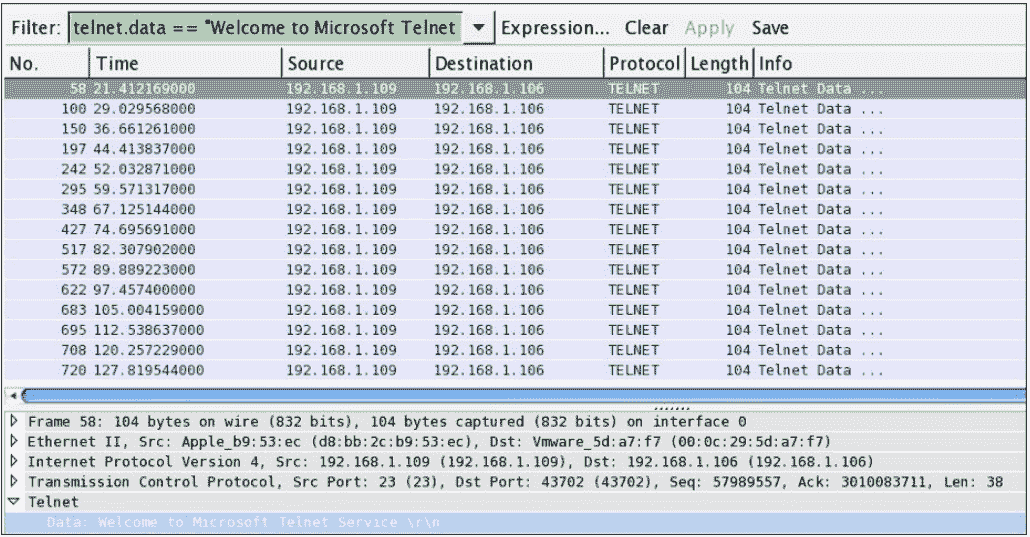 Filter: telnet.data == "Welcome to Microsoft Telnet Expression... Clear Apply Save
No. Time Source Destination Protocol Length Info
58 21.412169000 192.168.1.109 192.168.1.106 TELNET 104 Telnet Data ...
100 29.029568000 192.168.1.109 192.168.1.106 TELNET 104 Telnet Data ...
150 36.661261000 192.168.1.109 192.168.1.106 TELNET 104 Telnet Data ...
197 44.413837000 192.168.1.109 192.168.1.106 TELNET 104 Telnet Data ...
242 52.032871000 192.168.1.109 192.168.1.106 TELNET 104 Telnet Data ...
295 59.571317000 192.168.1.109 192.168.1.106 TELNET 104 Telnet Data ...
348 67.125144000 192.168.1.109 192.168.1.106 TELNET 104 Telnet Data ...
427 74.695691000 192.168.1.109 192.168.1.106 TELNET 104 Telnet Data ...
517 82.307902000 192.168.1.109 192.168.1.106 TELNET 104 Telnet Data ...
572 89.889223000 192.168.1.109 192.168.1.106 TELNET 104 Telnet Data ...
622 97.457400000 192.168.1.109 192.168.1.106 TELNET 104 Telnet Data ...
683 105.004159000 192.168.1.109 192.168.1.106 TELNET 104 Telnet Data ...
695 112.538637000 192.168.1.109 192.168.1.106 TELNET 104 Telnet Data ...
708 120.257229000 192.168.1.109 192.168.1.106 TELNET 104 Telnet Data ...
720 127.819544000 192.168.1.109 192.168.1.106 TELNET 104 Telnet Data ...
Frame 58: 104 bytes on wire (832 bits), 104 bytes captured (832 bits) on interface 0
Ethernet II, Src: Apple_b9:53:ec (d8:bb:2c:b9:53:ec), Dst: Vmware_5d:a7:f7 (00:0c:29:5d:a7:f7)
Internet Protocol Version 4, Src: 192.168.1.109 (192.168.1.109), Dst: 192.168.1.106 (192.168.1.106)
Transmission Control Protocol, Src Port: 23 (23), Dst Port: 43702 (43702), Seq: 57989557, Ack: 3010083711, Len: 38
Telnet
Data: Welcome to Microsoft Telnet Service \r\n